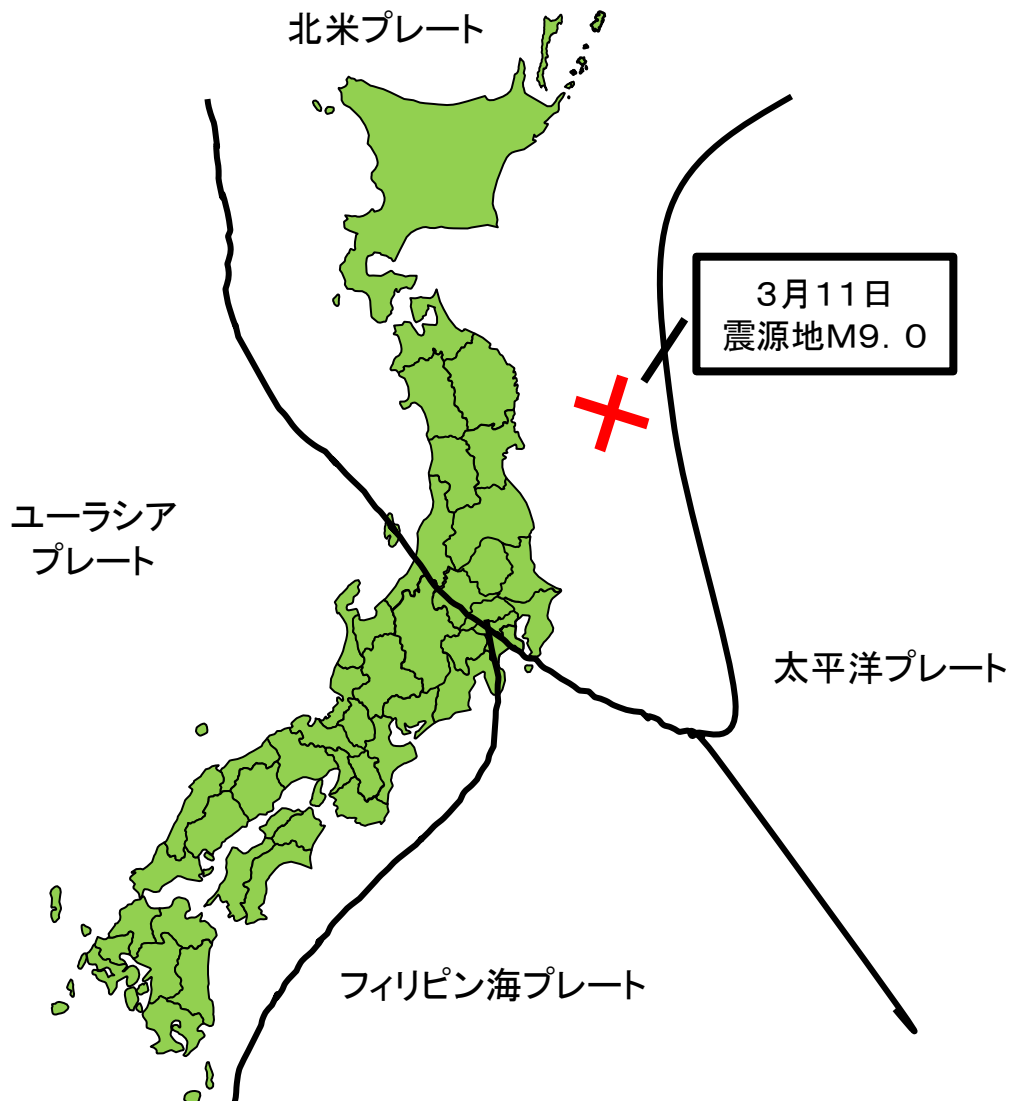 北米プレート
３月１１日
震源地Ｍ９．０
ユーラシア
プレート
太平洋プレート
フィリピン海プレート